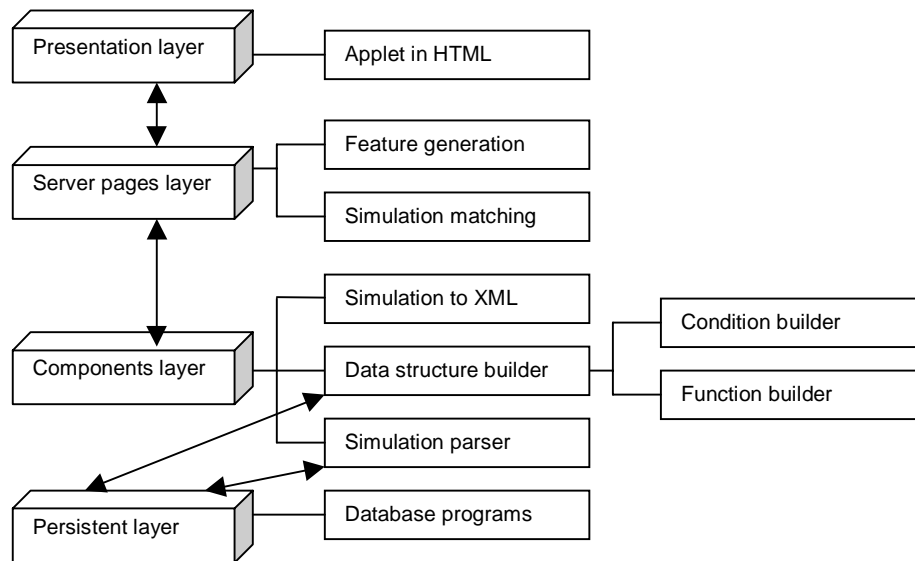 Presentation layer
Applet in HTML
Server pages layer
Feature generation
Simulation matching
Components layer
Simulation to XML
Data structure builder
Simulation parser
Condition builder
Function builder
Persistent layer
Database programs